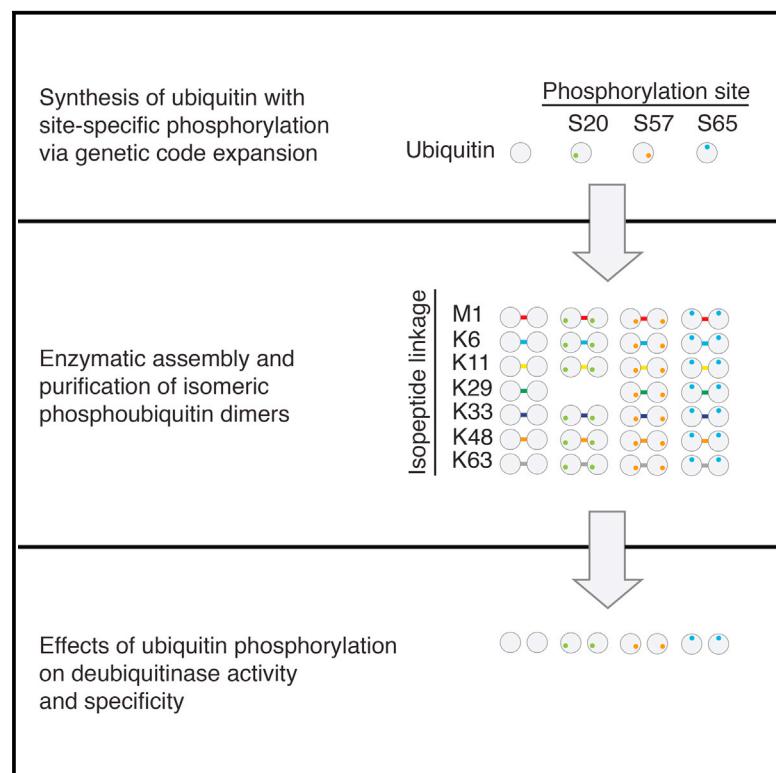 Synthesis of ubiquitin with
site-specific phosphorylation
via genetic code expansion
Phosphorylation site
S20 S57 S65
Ubiquitin
Enzymatic assembly and
purification of isomeric
phosphoubiquitin dimers
Isopeptide linkage
M1
K6
K11
K29
K33
K48
K63
Effects of ubiquitin phosphorylation
on deubiquitinase activity
and specificity